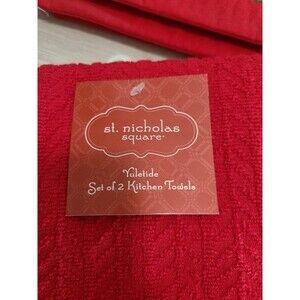 st. nicholas
square
Yuletide
Set of 2 Kitchen Towels